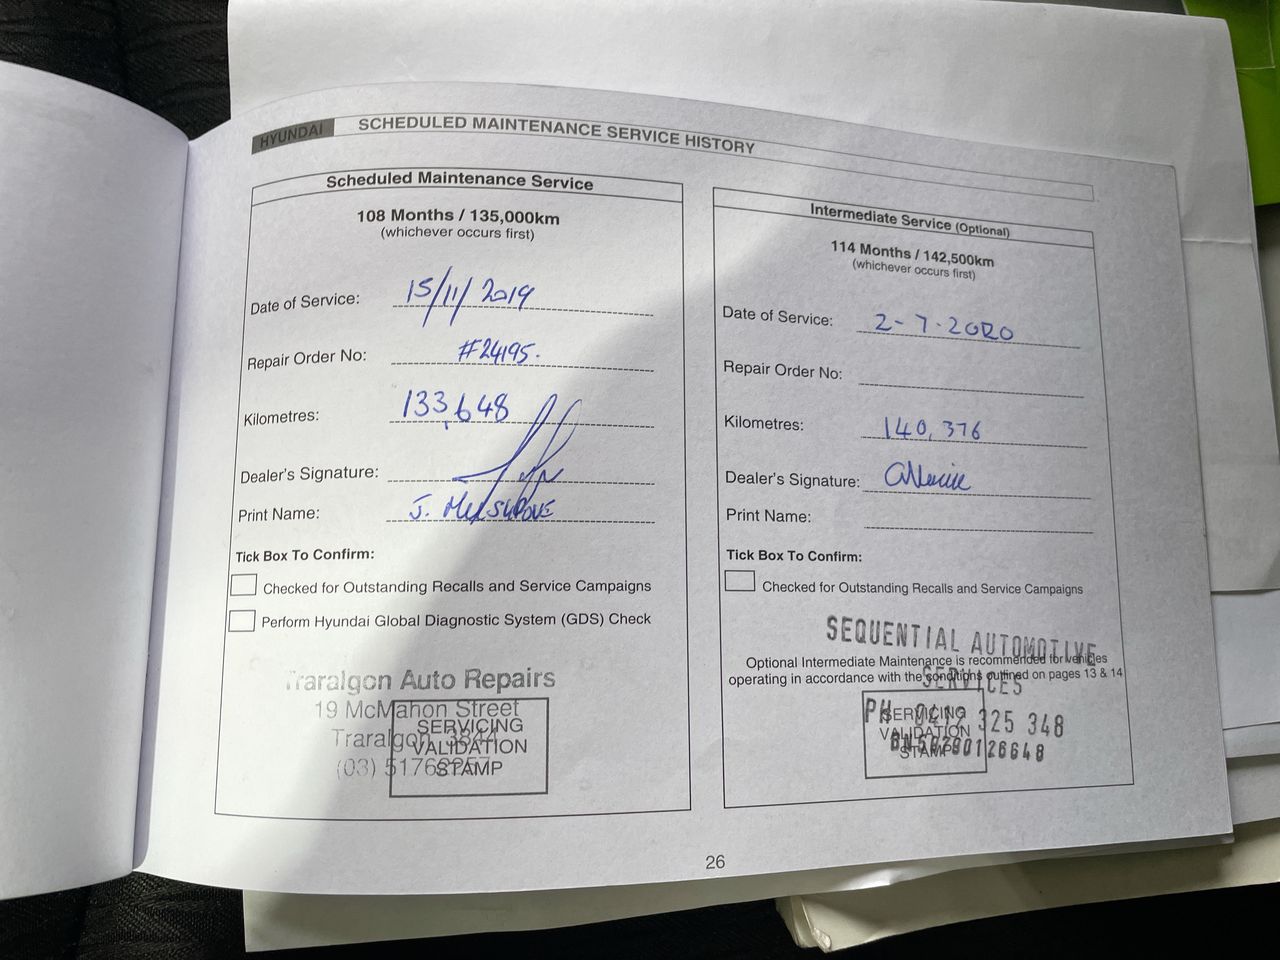 HYUNDAI SCHEDULED MAINTENANCE SERVICE HISTORY
Scheduled Maintenance Service
108 Months / 135,000km
(whichever occurs first)
Date of Service: 15/11/2019
Repair Order No: #24195.
Kilometres: 133,648
Dealer's Signature:
Print Name: J. MUSGROVE
Tick Box To Confirm:
Checked for Outstanding Recalls and Service Campaigns
Perform Hyundai Global Diagnostic System (GDS) Check
Traralgon Auto Repairs
19 McMahon Street
Traralgon 3844
(03)
SERVICING
VALIDATION
STAMP
Intermediate Service (Optional)
114 Months / 142,500km
(whichever occurs first)
Date of Service: 2-7-2020
Repair Order No:
Kilometres: 140,376
Dealer's Signature:
Print Name:
Tick Box To Confirm:
Checked for Outstanding Recalls and Service Campaigns
SEQUENTIAL AUTOMOTIVE
SERVICES
Optional Intermediate Maintenance is recommended for vehicles
operating in accordance with the conditions outlined on pages 13 & 14
PH 0412 325 348
SERVICING
VALIDATION
STAMP
26